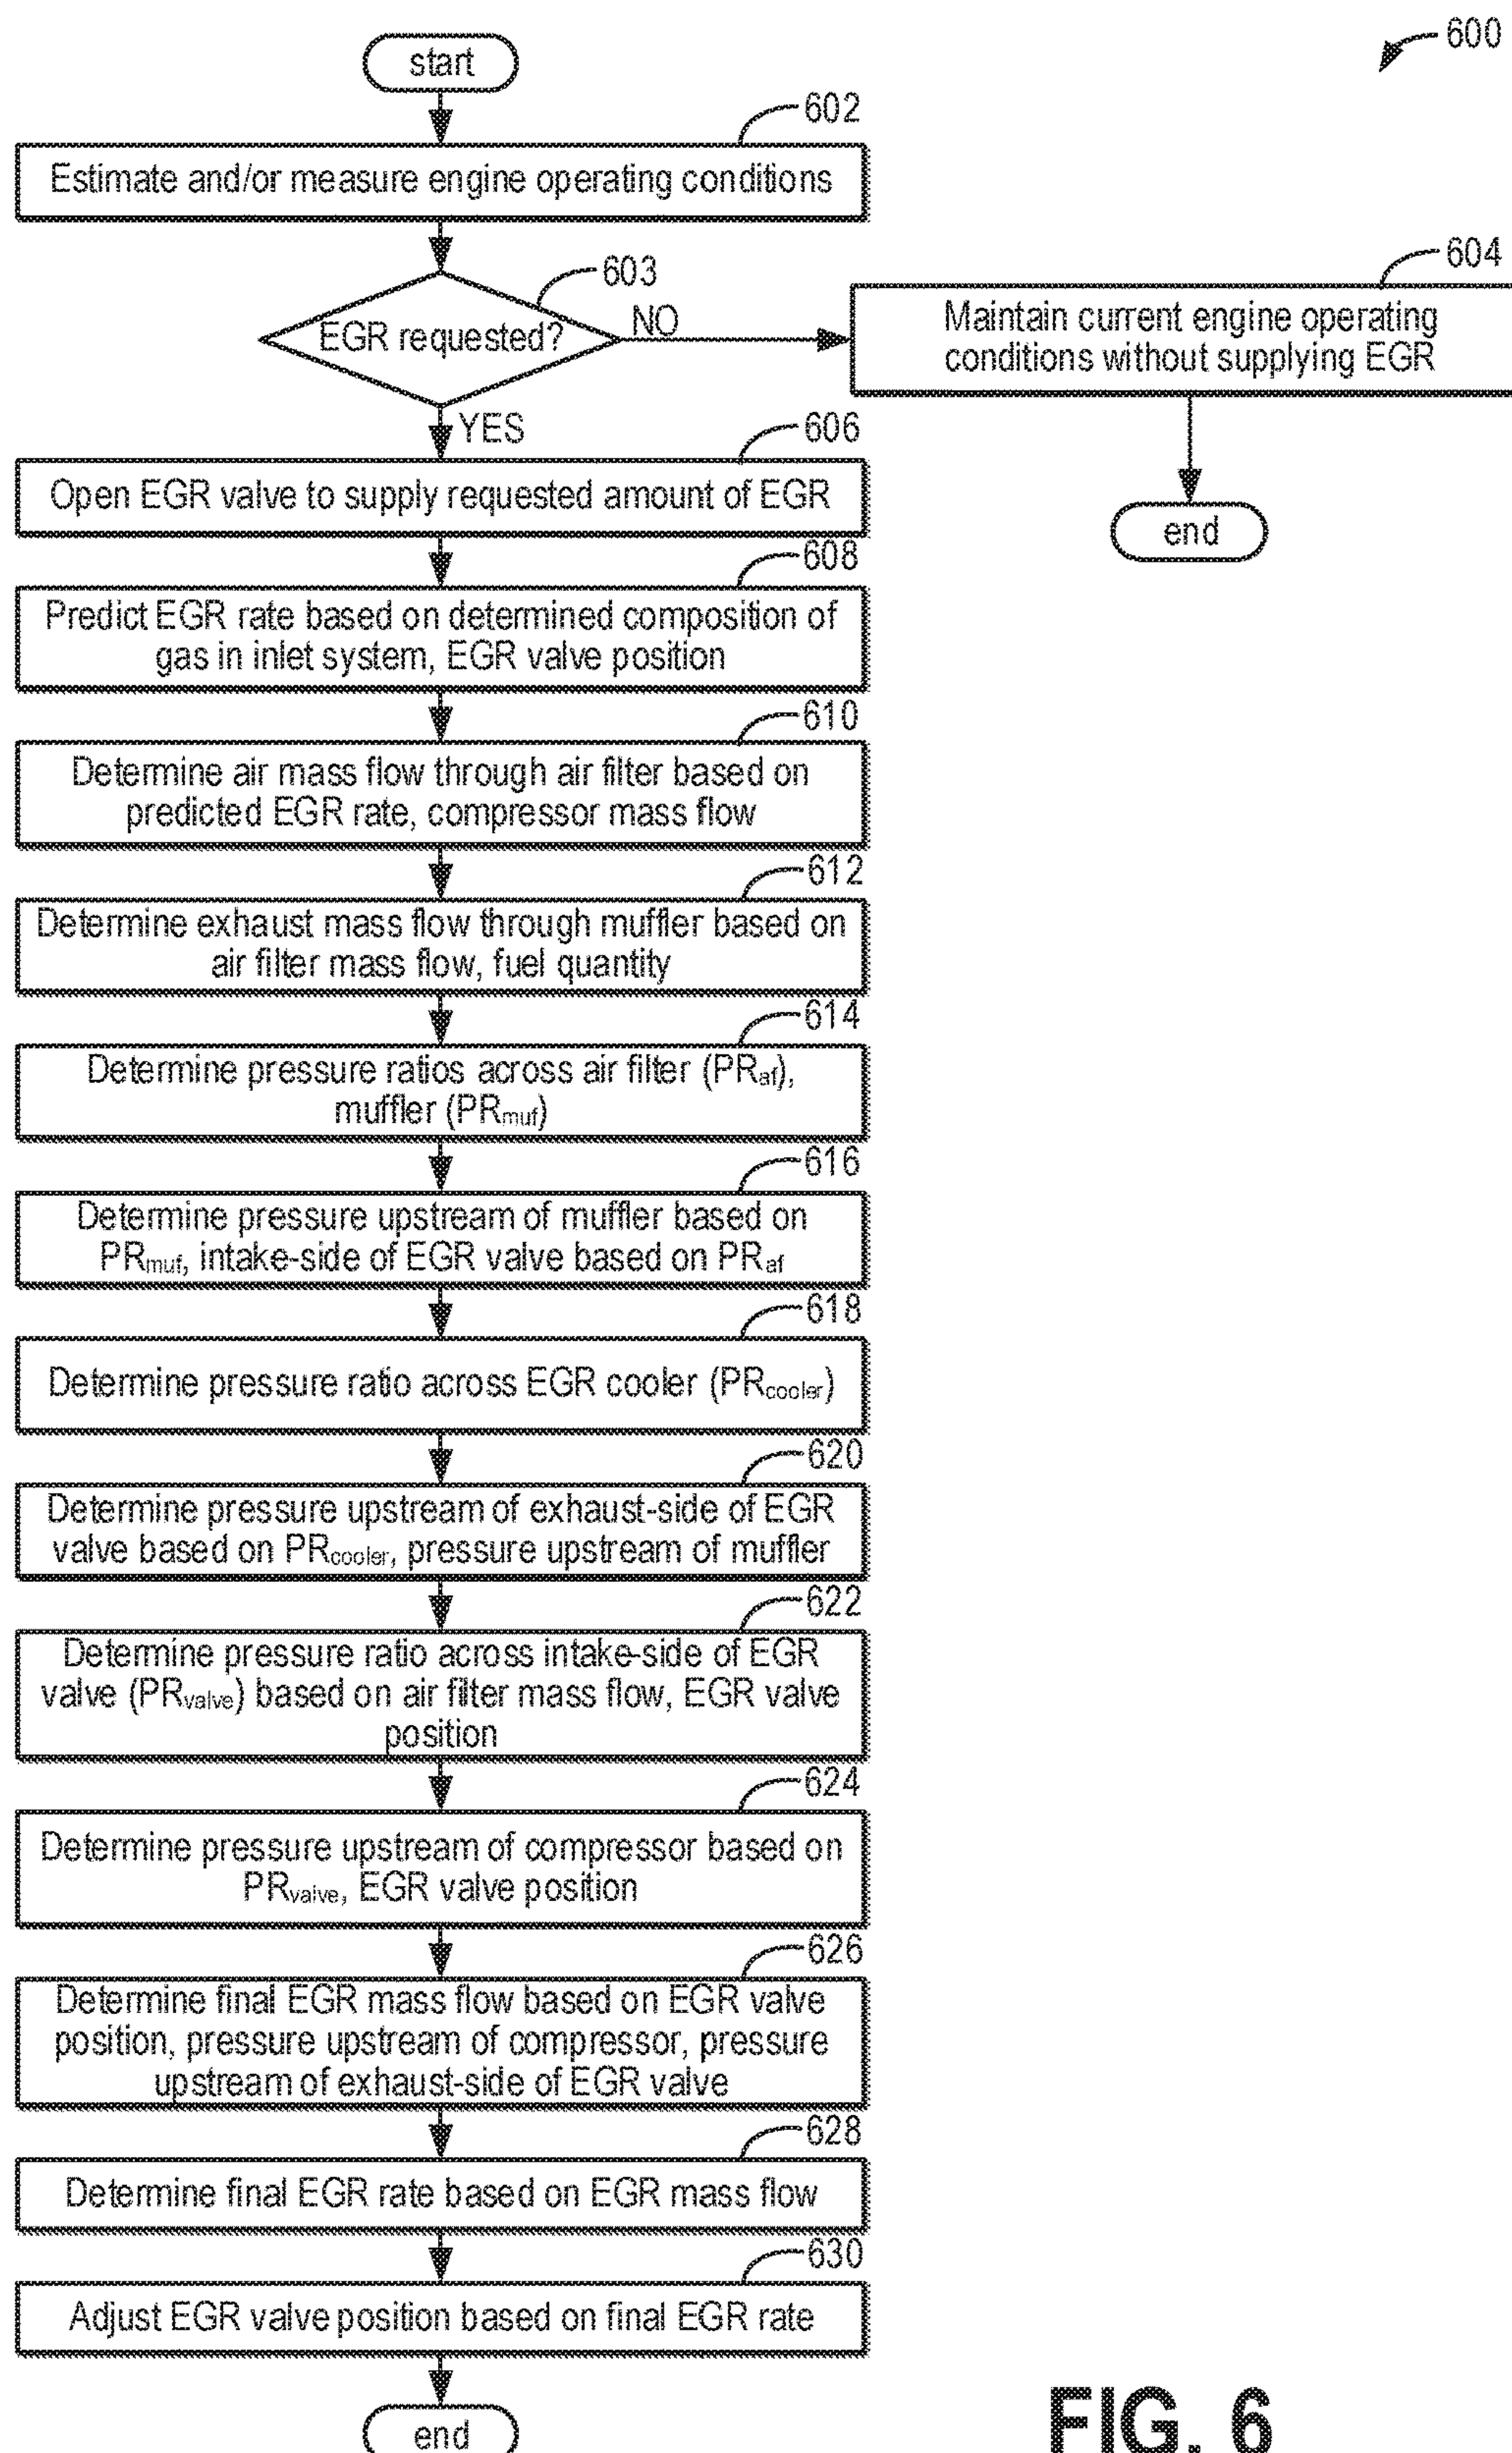 600
start
602
Estimate and/or measure engine operating conditions
603
EGR requested?
NO
604
Maintain current engine operating
conditions without supplying EGR
end
YES
606
Open EGR valve to supply requested amount of EGR
608
Predict EGR rate based on determined composition of
gas in inlet system, EGR valve position
610
Determine air mass flow through air filter based on
predicted EGR rate, compressor mass flow
612
Determine exhaust mass flow through muffler based on
air filter mass flow, fuel quantity
614
Determine pressure ratios across air filter (PRaf),
muffler (PRmuf)
616
Determine pressure upstream of muffler based on
PRmuf, intake-side of EGR valve based on PRaf
618
Determine pressure ratio across EGR cooler (PRcooler)
620
Determine pressure upstream of exhaust-side of EGR
valve based on PRcooler, pressure upstream of muffler
622
Determine pressure ratio across intake-side of EGR
valve (PRvalve) based on air filter mass flow, EGR valve
position
624
Determine pressure upstream of compressor based on
PRvalve, EGR valve position
626
Determine final EGR mass flow based on EGR valve
position, pressure upstream of compressor, pressure
upstream of exhaust-side of EGR valve
628
Determine final EGR rate based on EGR mass flow
630
Adjust EGR valve position based on final EGR rate
end
FIG. 6